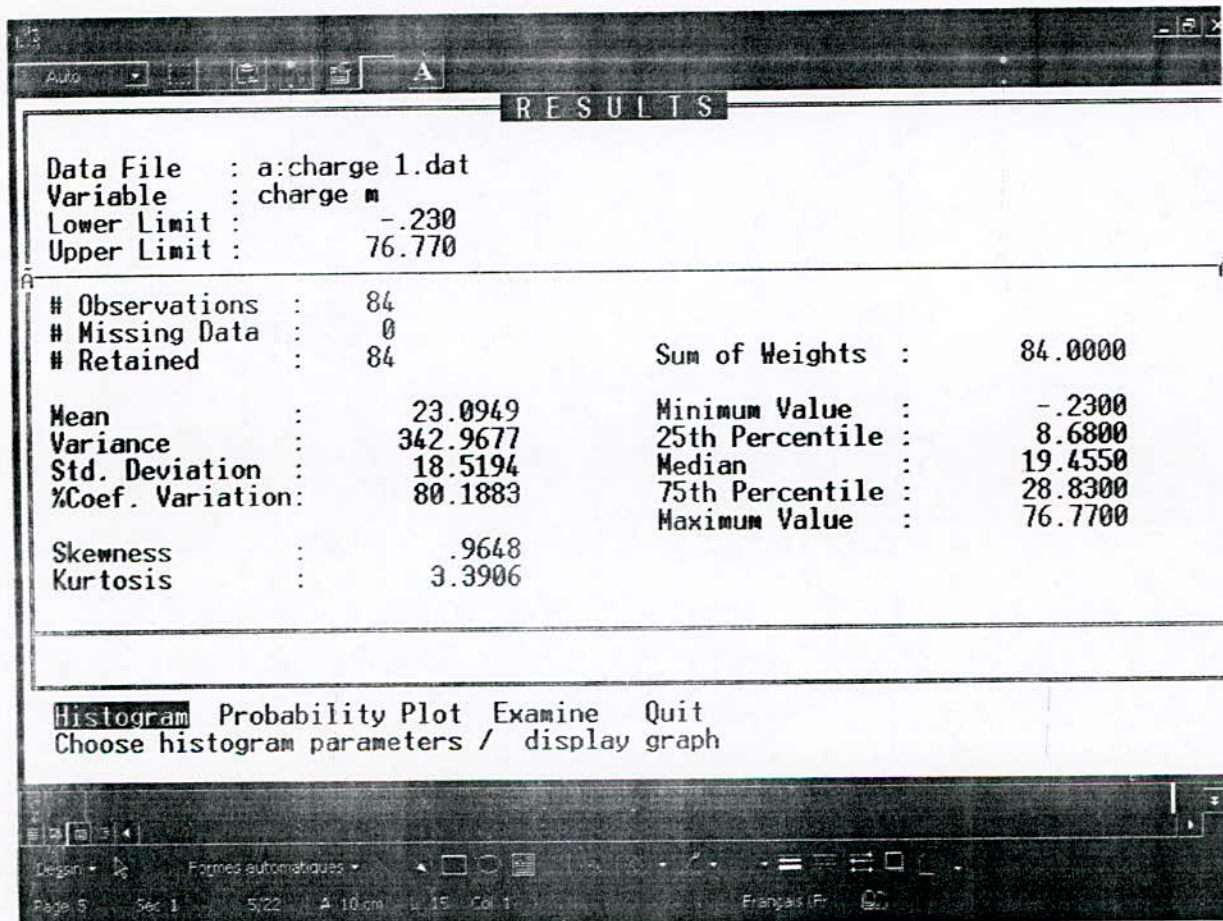 Auto
A
RESULTS
Data File : a:charge 1.dat
Variable : charge m
Lower Limit : -.230
Upper Limit : 76.770
# Observations : 84
# Missing Data : 0
# Retained : 84
Sum of Weights : 84.0000
Mean : 23.0949
Variance : 342.9677
Std. Deviation : 18.5194
%Coef. Variation: 80.1883
Minimum Value : -.2300
25th Percentile : 8.6800
Median : 19.4550
75th Percentile : 28.8300
Maximum Value : 76.7700
Skewness : .9648
Kurtosis : 3.3906
Histogram Probability Plot Examine Quit
Choose histogram parameters / display graph
Dessin Formes automatiques
Page 5 Sec 1 5/22 A 10 cm L 15 Col 1 Français (Fr